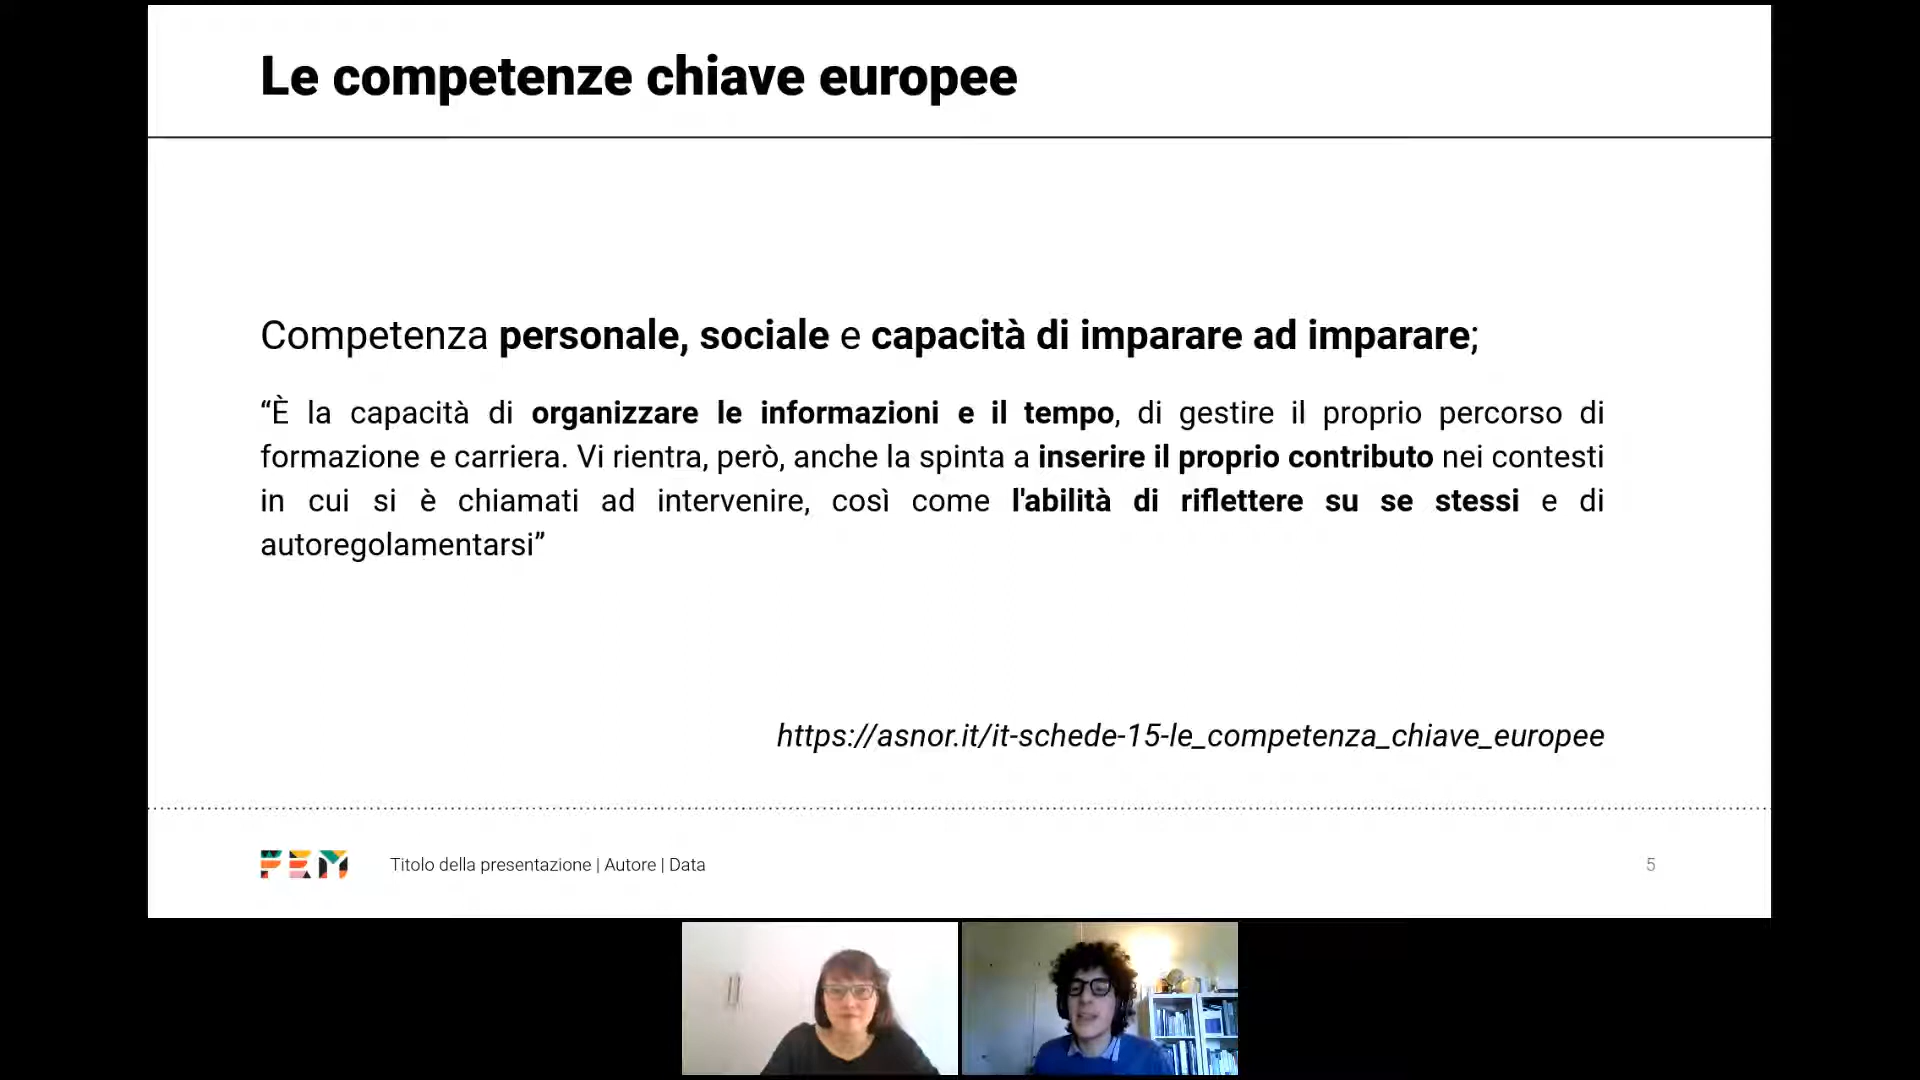 Le competenze chiave europee
Competenza personale, sociale e capacità di imparare ad imparare;
“È la capacità di organizzare le informazioni e il tempo, di gestire il proprio percorso di
formazione e carriera. Vi rientra, però, anche la spinta a inserire il proprio contributo nei contesti
in cui si è chiamati ad intervenire, così come l'abilità di riflettere su se stessi e di
autoregolamentarsi”
https://asnor.it/it-schede-15-le_competenza_chiave_europee
FEM
Titolo della presentazione | Autore | Data
5